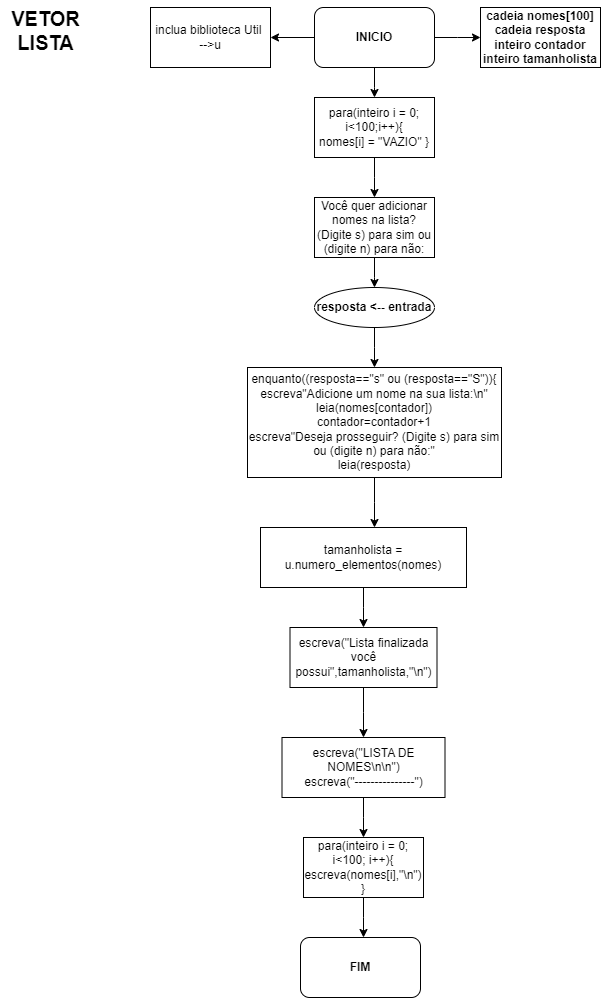 VETOR
LISTA
inclua biblioteca Util
-->u
INICIO
cadeia nomes[100]
cadeia resposta
inteiro contador
inteiro tamanholista
para(inteiro i = 0;
i<100;i++){
nomes[i] = "VAZIO" }
Você quer adicionar
nomes na lista?
(Digite s) para sim ou
(digite n) para não:
resposta <-- entrada
enquanto((resposta=="s" ou (resposta=="S")){
escreva"Adicione um nome na sua lista:\n"
leia(nomes[contador])
contador=contador+1
escreva"Deseja prosseguir? (Digite s) para sim
ou (digite n) para não:"
leia(resposta)
tamanholista =
u.numero_elementos(nomes)
escreva("Lista finalizada
você
possui",tamanholista,"\n")
escreva("LISTA DE
NOMES\n\n")
escreva("---------------")
para(inteiro i = 0;
i<100; i++){
escreva(nomes[i],"\n")
}
FIM